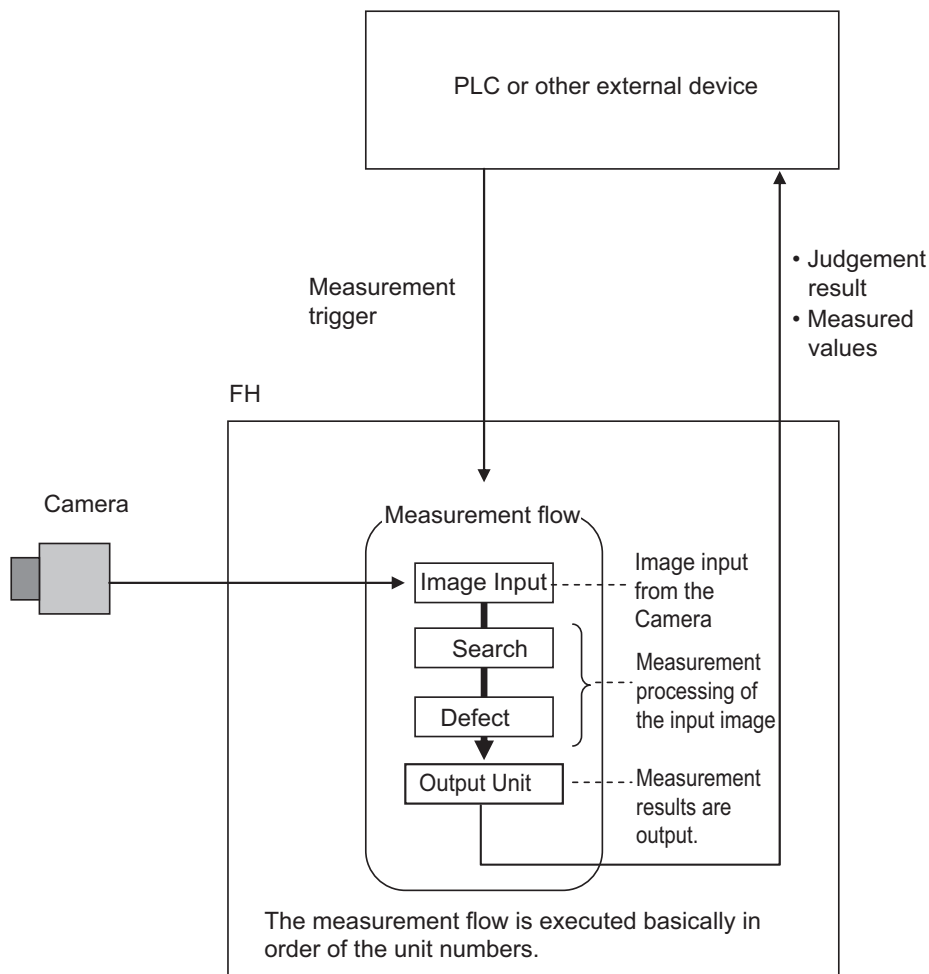 PLC or other external device
Measurement
trigger
• Judgement
result
• Measured
values
FH
Camera
Measurement flow
Image Input
Image input
from the
Camera
Search
Defect
Measurement
processing of
the input image
Output Unit
Measurement
results are
output.
The measurement flow is executed basically in
order of the unit numbers.